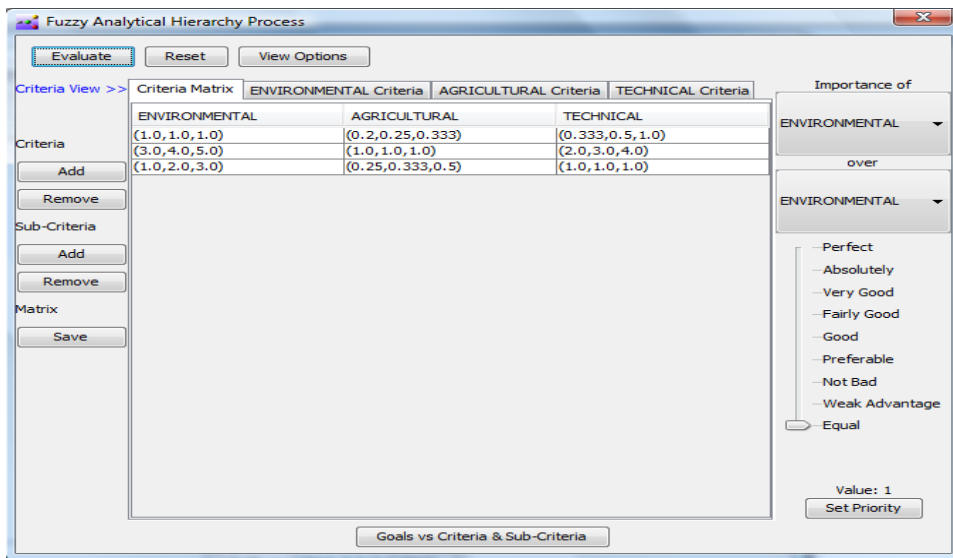 Fuzzy Analytical Hierarchy Process
Evaluate Reset View Options
Criteria View >> Criteria Matrix ENVIRONMENTAL Criteria AGRICULTURAL Criteria TECHNICAL Criteria
ENVIRONMENTAL AGRICULTURAL TECHNICAL
(1.0,1.0,1.0) (0.2,0.25,0.333) (0.333,0.5,1.0)
(3.0,4.0,5.0) (1.0,1.0,1.0) (2.0,3.0,4.0)
(1.0,2.0,3.0) (0.25,0.333,0.5) (1.0,1.0,1.0)
Criteria
Add
Remove
Sub-Criteria
Add
Remove
Matrix
Save
Importance of
ENVIRONMENTAL
over
ENVIRONMENTAL
Perfect
Absolutely
Very Good
Fairly Good
Good
Preferable
Not Bad
Weak Advantage
Equal
Value: 1
Set Priority
Goals vs Criteria & Sub-Criteria